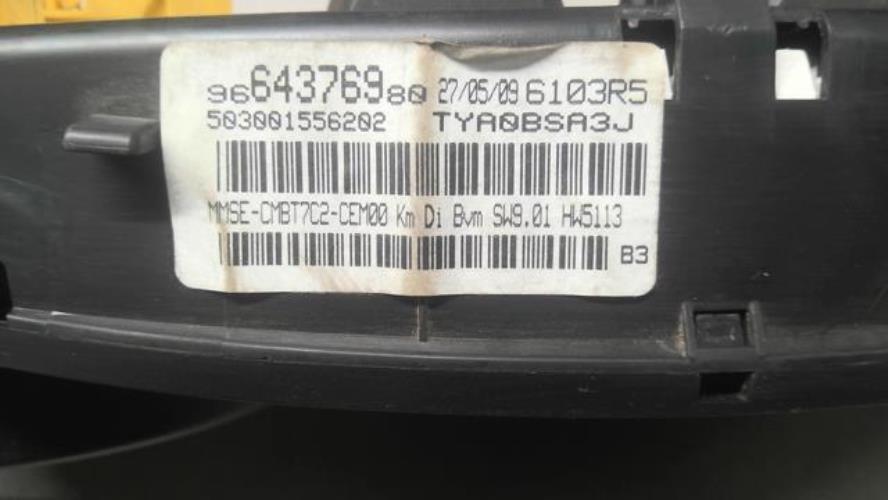 9664376980 27/05/09 6103R5
503001556202 TYA0BSA3J
MMSE-CMBT7C2-CEM00 Km Di Bvm SW9.01 HW5113
B3